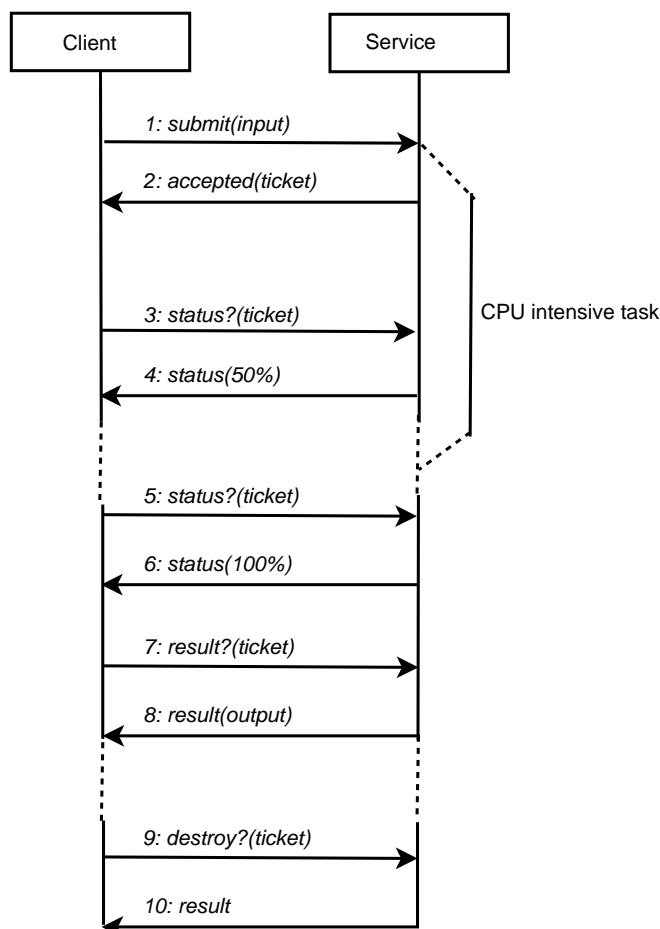 Client
Service
1: submit(input)
2: accepted(ticket)
CPU intensive task
3: status?(ticket)
4: status(50%)
5: status?(ticket)
6: status(100%)
7: result?(ticket)
8: result(output)
9: destroy?(ticket)
10: result